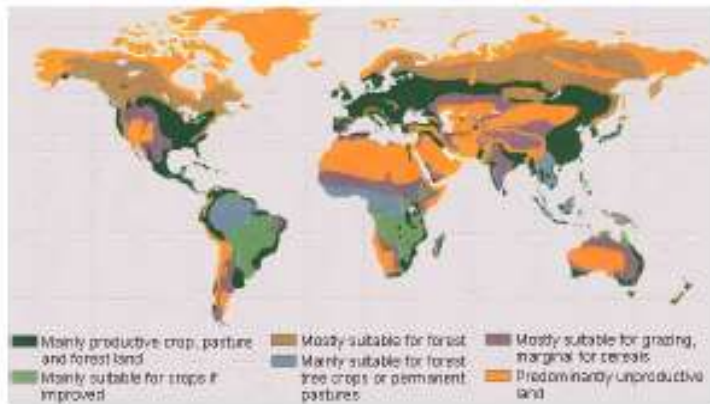 Mainly productive crop, pasture
and forest land
Mainly suitable for crops if
improved
Mostly suitable for forest
Mainly suitable for forest
tree crops or permanent
pastures
Mostly suitable for grazing,
marginal for cereals
Predominantly unproductive
land